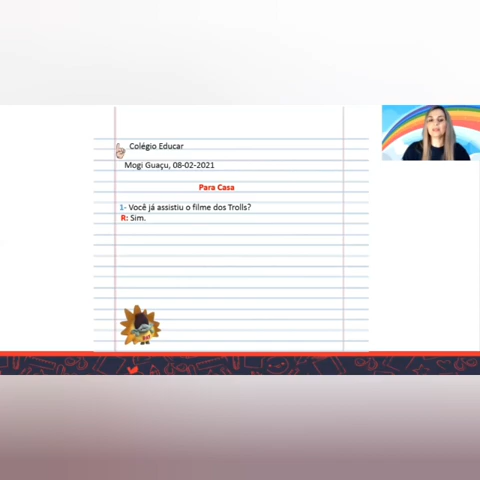 Colégio Educar
Mogi Guaçu, 08-02-2021
Para Casa
1- Você já assistiu o filme dos Trolls?
R: Sim.